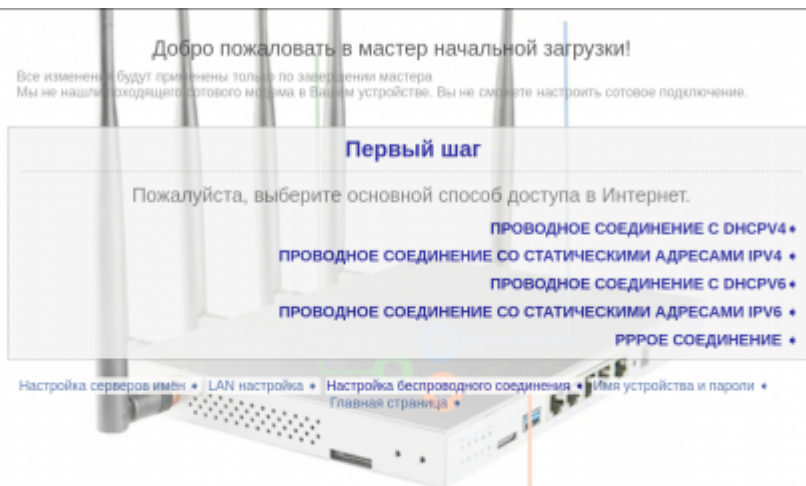 Добро пожаловать в мастер начальной загрузки!
Все изменения будут применены только по завершении мастера
Мы не нашли походящего сотового модема в Вашем устройстве. Вы не сможете настроить сотовое подключение.
Первый шаг
Пожалуйста, выберите основной способ доступа в Интернет.
ПРОВОДНОЕ СОЕДИНЕНИЕ С DHCPV4
ПРОВОДНОЕ СОЕДИНЕНИЕ СО СТАТИЧЕСКИМИ АДРЕСАМИ IPV4
ПРОВОДНОЕ СОЕДИНЕНИЕ С DHCPV6
ПРОВОДНОЕ СОЕДИНЕНИЕ СО СТАТИЧЕСКИМИ АДРЕСАМИ IPV6
PPPOE СОЕДИНЕНИЕ
Настройка серверов имён LAN настройка Настройка беспроводного соединения Имя устройства и пароли
Главная страница